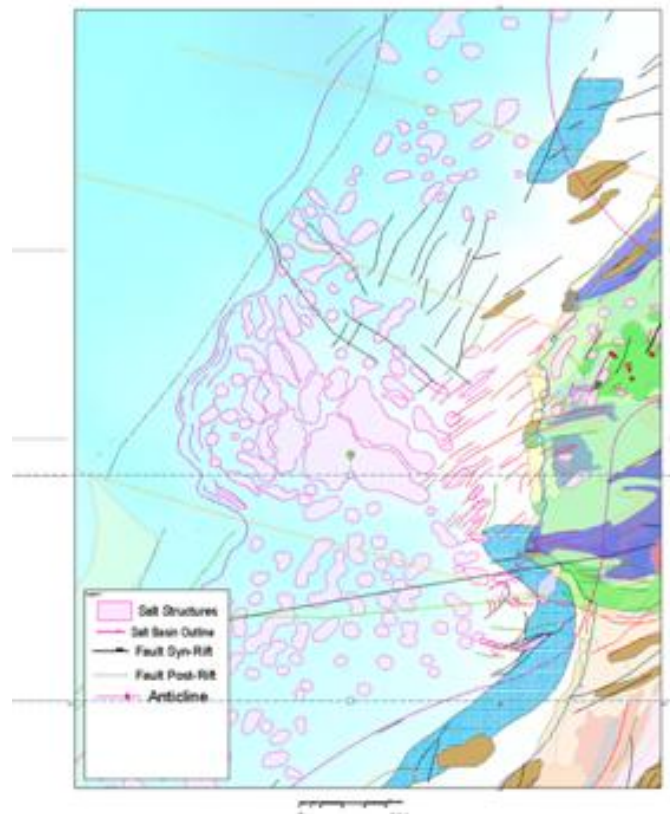 Salt Structures
Salt Basin Outline
Fault Syn-Rift
Fault Post-Rift
Anticline